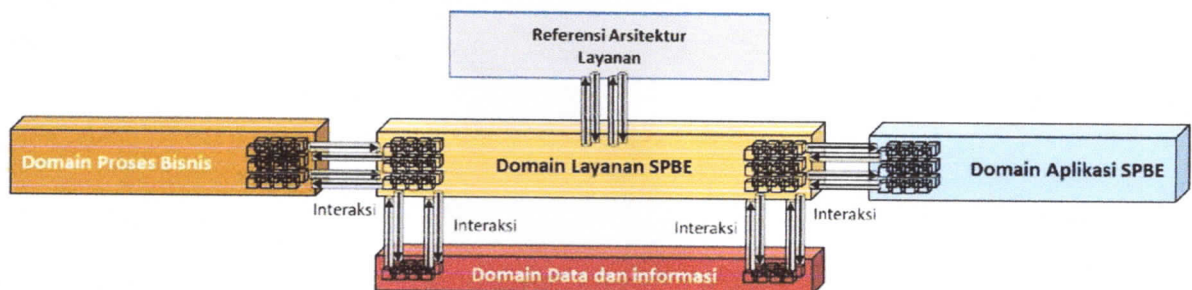 Referensi Arsitektur
Layanan
Domain Proses Bisnis
Domain Layanan SPBE
Domain Aplikasi SPBE
Interaksi
Interaksi
Interaksi
Interaksi
Domain Data dan informasi